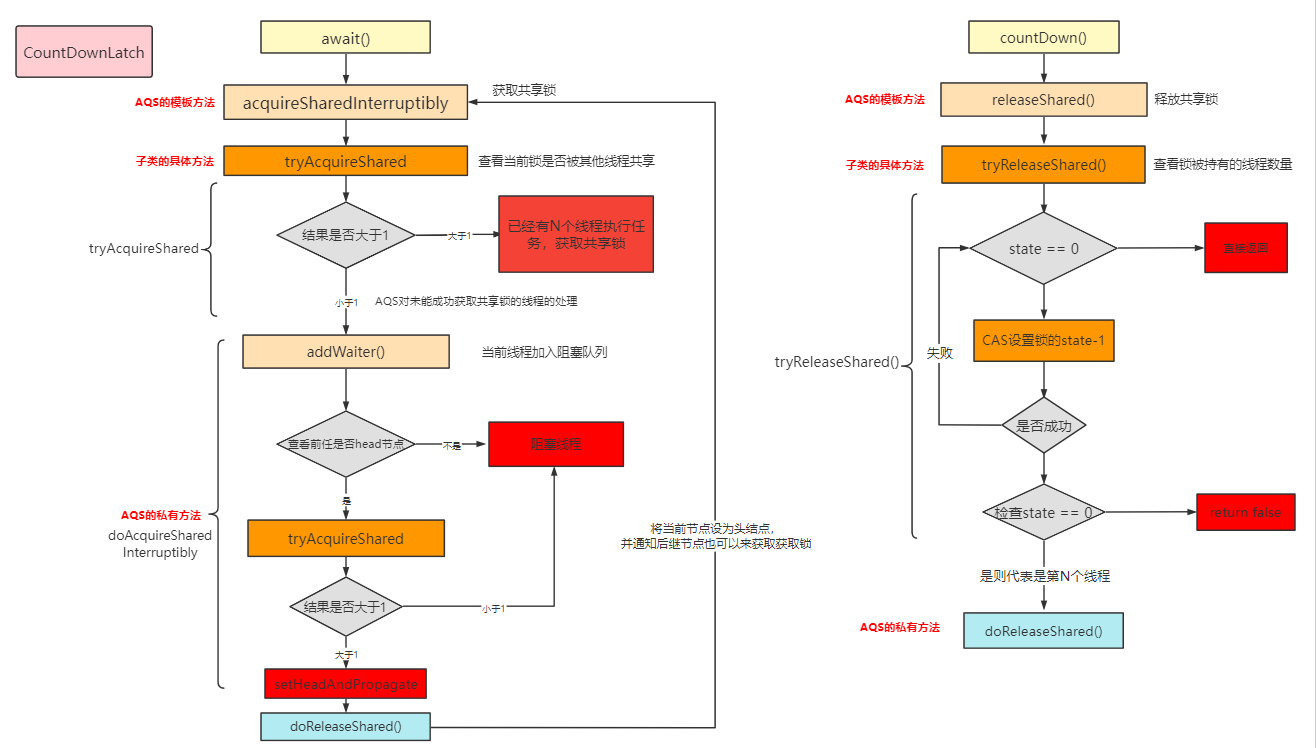 CountDownLatch
await()
AQS的模板方法
acquireSharedInterruptibly
获取共享锁
子类的具体方法
tryAcquireShared
查看当前锁是否被其他线程共享
tryAcquireShared
结果是否大于1
大于1
已经有N个线程执行任
务，获取共享锁
小于1
AQS对未能成功获取共享锁的线程的处理
addWaiter()
当前线程加入阻塞队列
查看前任是否head节点
不是
阻塞线程
是
AQS的私有方法
doAcquireShared
Interruptibly
tryAcquireShared
结果是否大于1
小于1
大于1
setHeadAndPropagate
doReleaseShared()
将当前节点设为头结点，
并通知后继节点也可以来获取获取锁
countDown()
AQS的模板方法
releaseShared()
释放共享锁
子类的具体方法
tryReleaseShared()
查看锁被持有的线程数量
tryReleaseShared()
state == 0
直接返回
CAS设置锁的state-1
失败
是否成功
检查state == 0
return false
是则代表是第N个线程
AQS的私有方法
doReleaseShared()